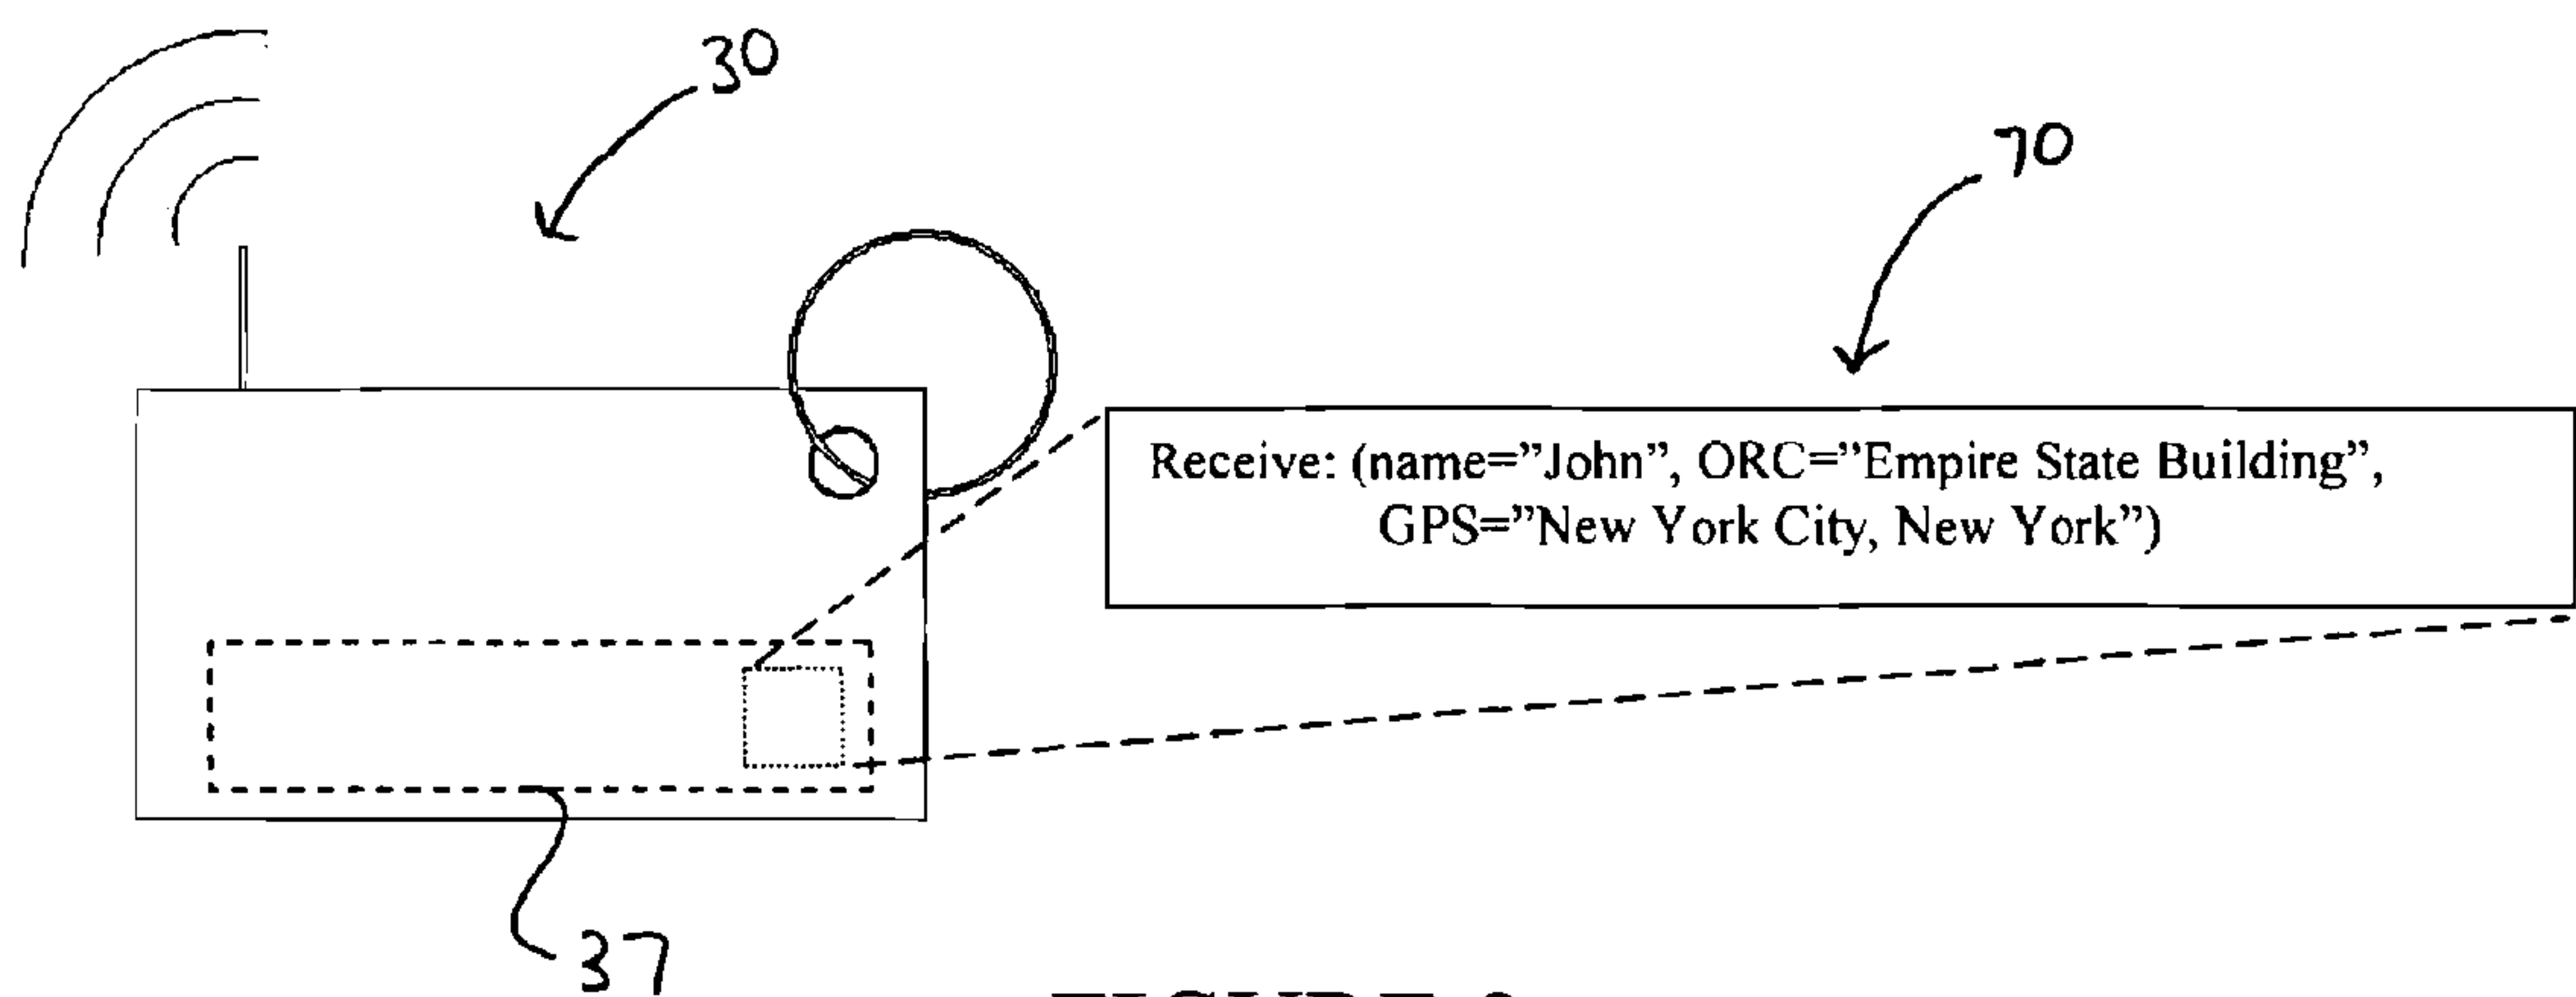 30
70
Receive: (name=”John”, ORC=”Empire State Building”,
GPS=”New York City, New York”)
37